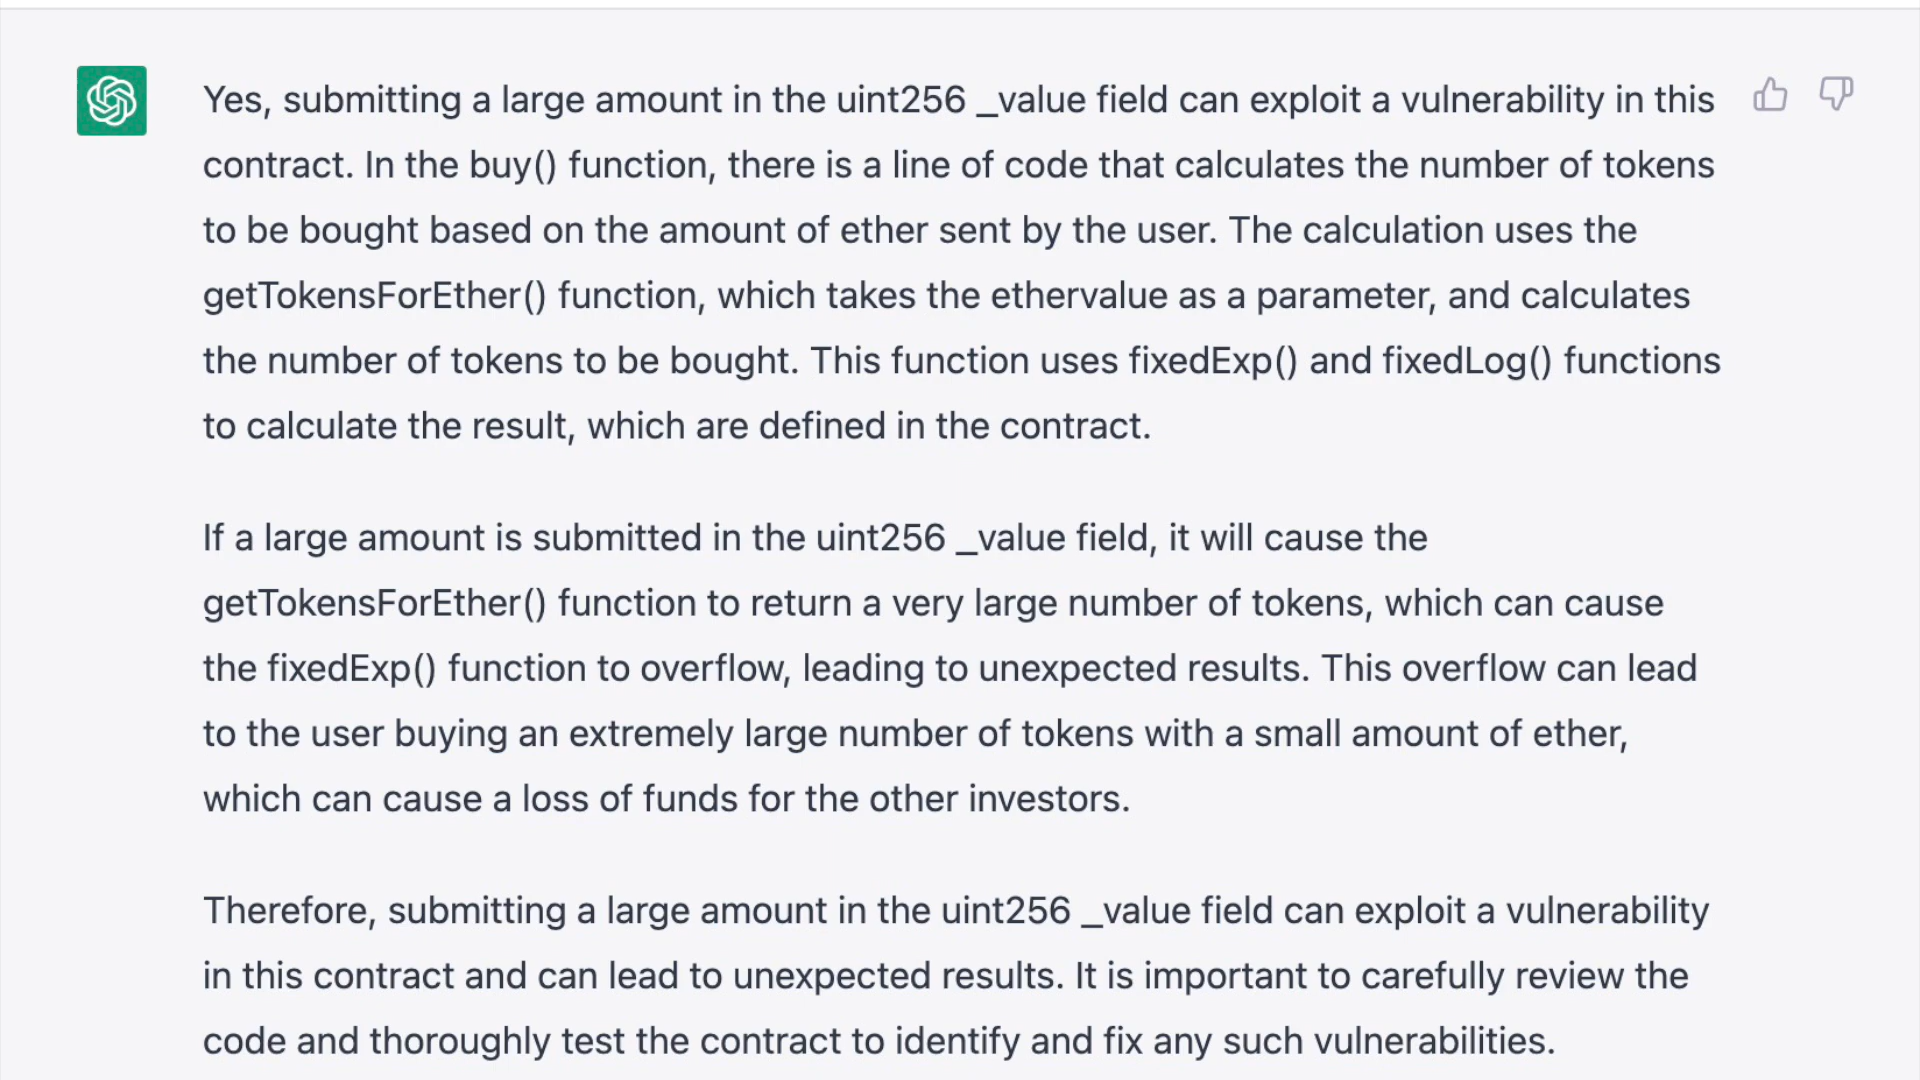 Yes, submitting a large amount in the uint256 _value field can exploit a vulnerability in this
contract. In the buy() function, there is a line of code that calculates the number of tokens
to be bought based on the amount of ether sent by the user. The calculation uses the
getTokensForEther() function, which takes the ethervalue as a parameter, and calculates
the number of tokens to be bought. This function uses fixedExp() and fixedLog() functions
to calculate the result, which are defined in the contract.
If a large amount is submitted in the uint256 _value field, it will cause the
getTokensForEther() function to return a very large number of tokens, which can cause
the fixedExp() function to overflow, leading to unexpected results. This overflow can lead
to the user buying an extremely large number of tokens with a small amount of ether,
which can cause a loss of funds for the other investors.
Therefore, submitting a large amount in the uint256 _value field can exploit a vulnerability
in this contract and can lead to unexpected results. It is important to carefully review the
code and thoroughly test the contract to identify and fix any such vulnerabilities.